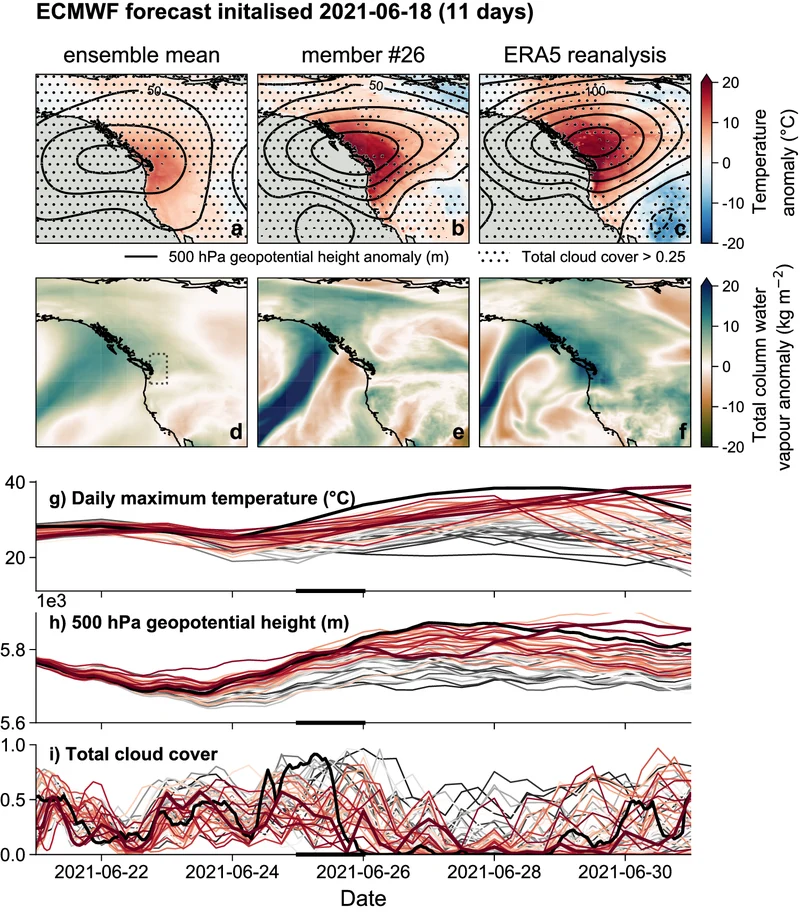 ECMWF forecast initalised 2021-06-18 (11 days)
ensemble mean
member #26
ERA5 reanalysis
50
50
100
a
b
c
20
10
0
-10
-20
Temperature
anomaly (°C)
500 hPa geopotential height anomaly (m)
Total cloud cover > 0.25
d
e
f
20
10
0
-10
-20
Total column water
vapour anomaly (kg m−2)
40
20
g) Daily maximum temperature (°C)
1e3
5.8
5.6
h) 500 hPa geopotential height (m)
1.0
0.5
0.0
i) Total cloud cover
2021-06-22
2021-06-24
2021-06-26
2021-06-28
2021-06-30
Date